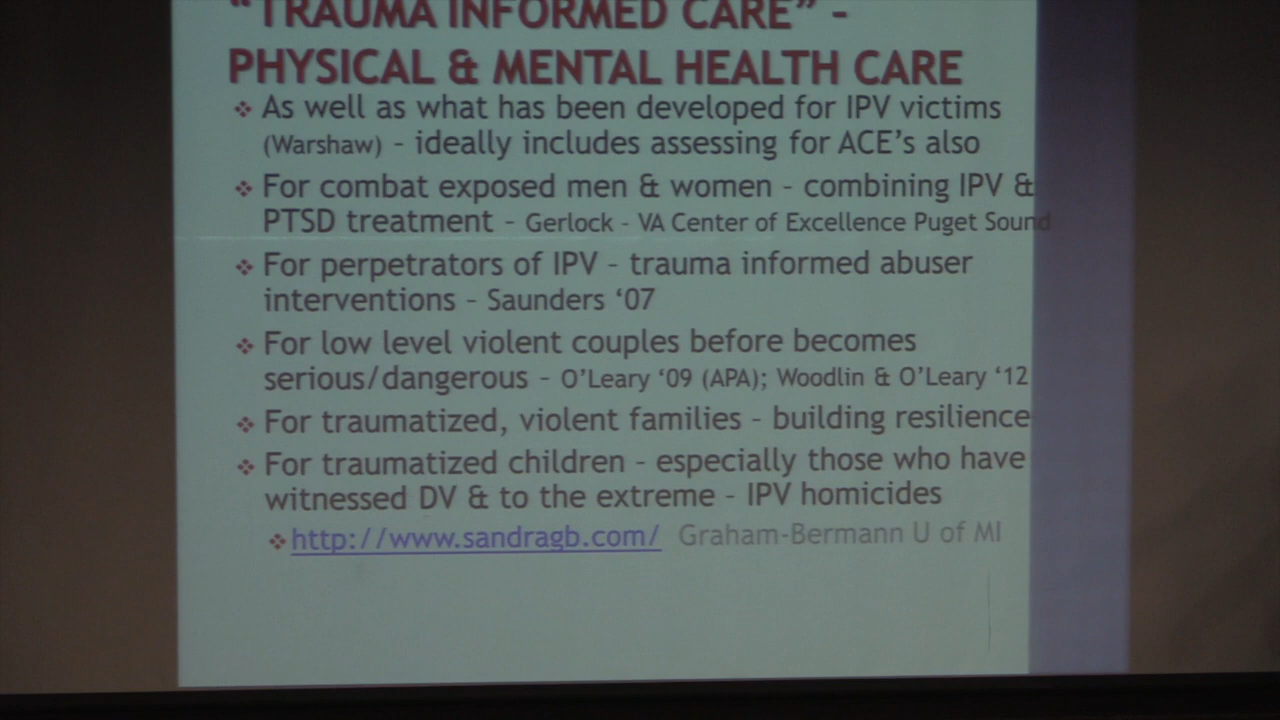 “TRAUMA INFORMED CARE” –
PHYSICAL & MENTAL HEALTH CARE
❖ As well as what has been developed for IPV victims
(Warshaw) – ideally includes assessing for ACE’s also
❖ For combat exposed men & women – combining IPV &
PTSD treatment – Gerlock – VA Center of Excellence Puget Sound
❖ For perpetrators of IPV – trauma informed abuser
interventions – Saunders ‘07
❖ For low level violent couples before becomes
serious/dangerous – O’Leary ‘09 (APA); Woodlin & O’Leary ‘12
❖ For traumatized, violent families – building resilience
❖ For traumatized children – especially those who have
witnessed DV & to the extreme – IPV homicides
❖ http://www.sandragb.com/ Graham-Bermann U of MI